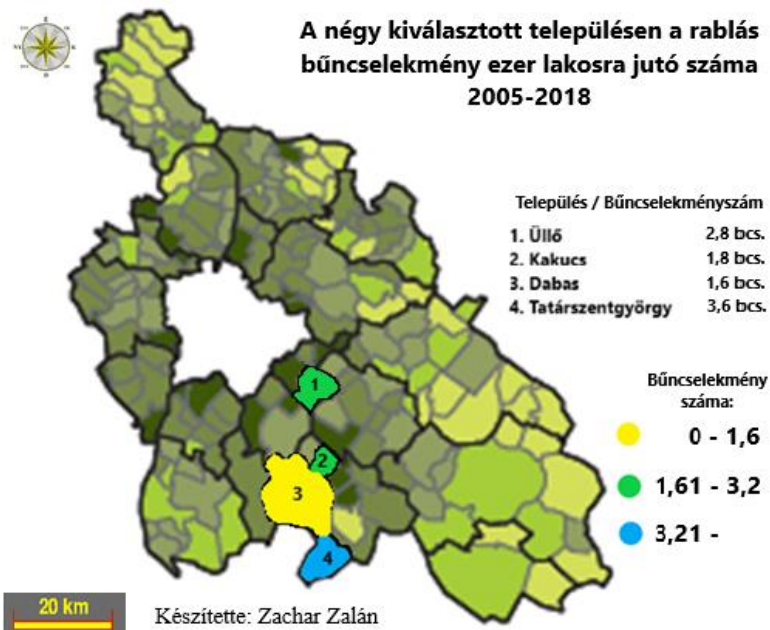 A négy kiválasztott településen a rablás
bűncselekmény ezer lakosra jutó száma
2005-2018
Település / Bűncselekményszám
1. Üllő 2,8 bcs.
2. Kakucs 1,8 bcs.
3. Dabas 1,6 bcs.
4. Tatárszentgyörgy 3,6 bcs.
1
2
3
4
Bűncselekmény
száma:
0 - 1,6
1,61 - 3,2
3,21 -
20 km
Készítette: Zachar Zalán